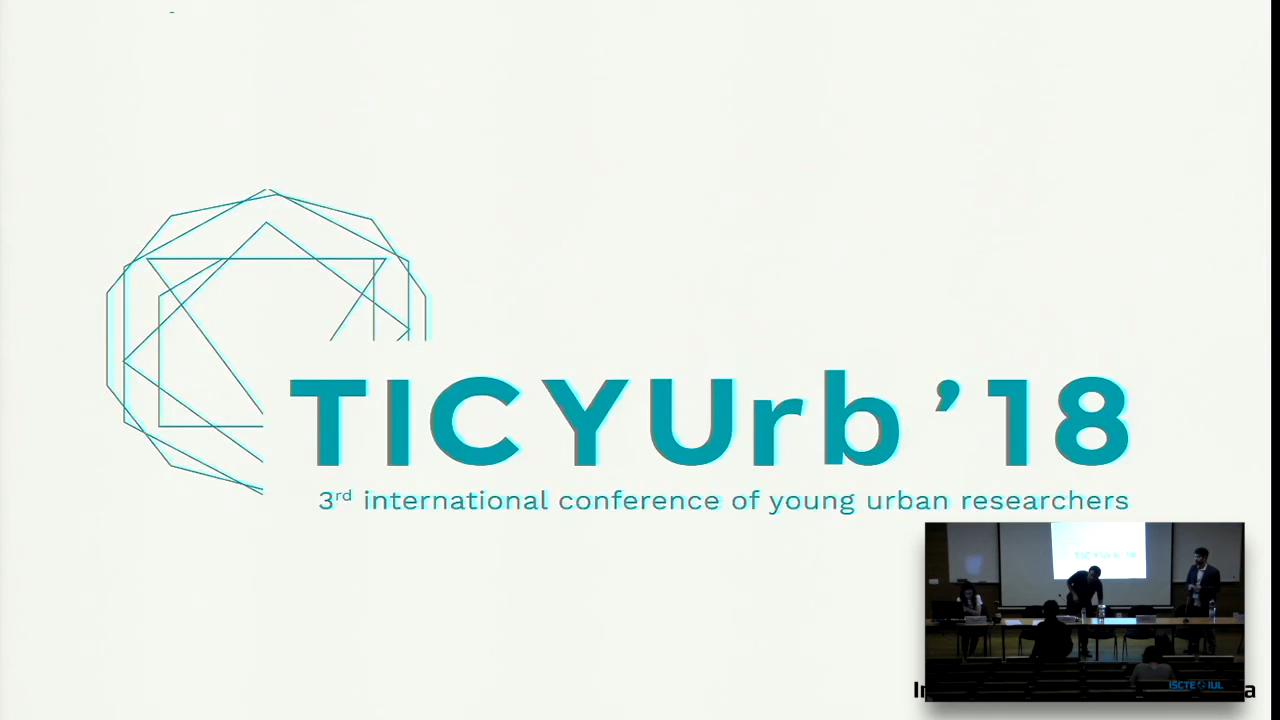 TICYUrb ’18
3rd international conference of young urban researchers
ISCTE IUL